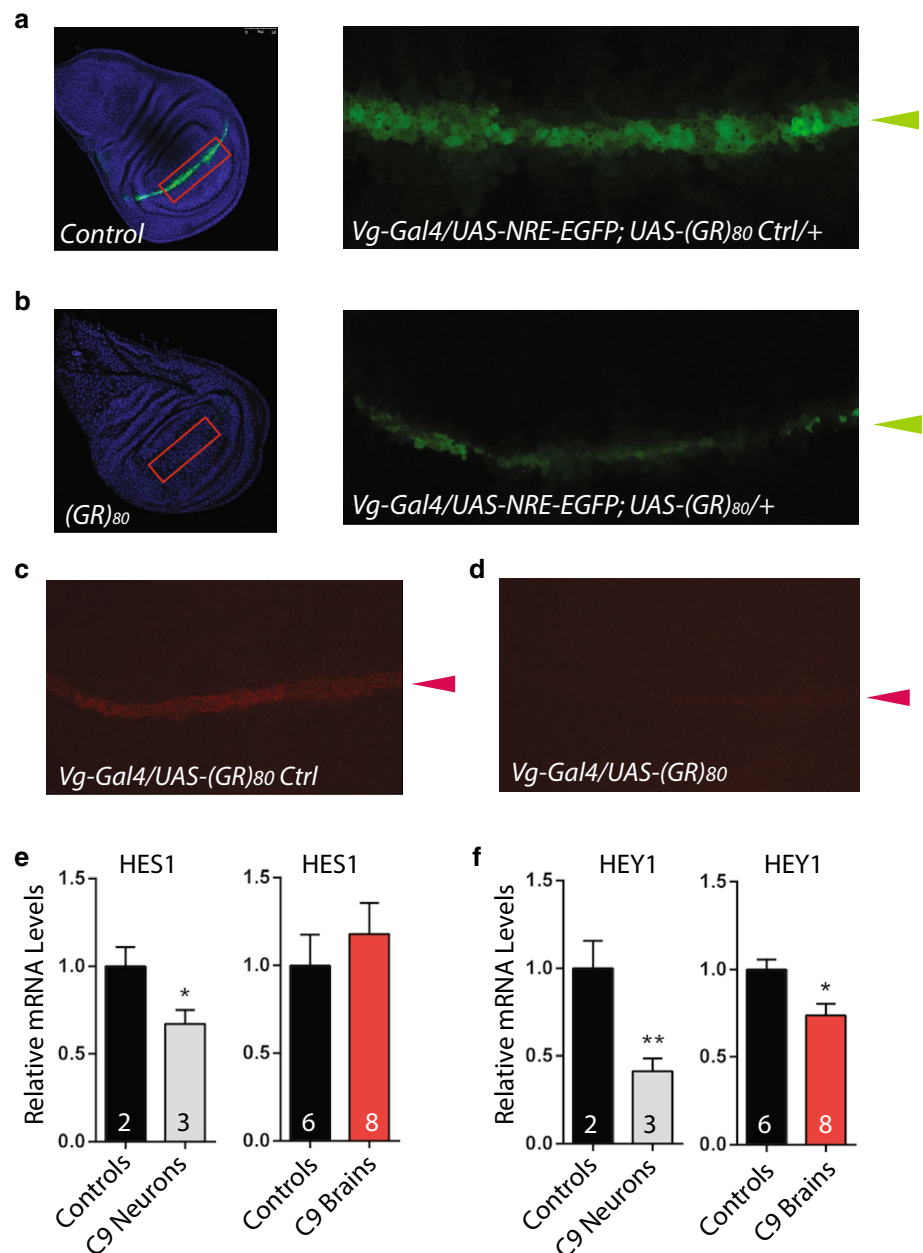 a
Control
Vg-Gal4/UAS-NRE-EGFP; UAS-(GR)80 Ctrl/+
b
(GR)80
Vg-Gal4/UAS-NRE-EGFP; UAS-(GR)80/+
c
d
Vg-Gal4/UAS-(GR)80 Ctrl
Vg-Gal4/UAS-(GR)80
e
HES1
HES1
Relative mRNA Levels
1.5
1.0
0.5
0.0
*
2
3
Controls
C9 Neurons
1.5
1.0
0.5
0.0
6
8
Controls
C9 Brains
f
HEY1
HEY1
Relative mRNA Levels
1.5
1.0
0.5
0.0
**
2
3
Controls
C9 Neurons
1.5
1.0
0.5
0.0
*
6
8
Controls
C9 Brains